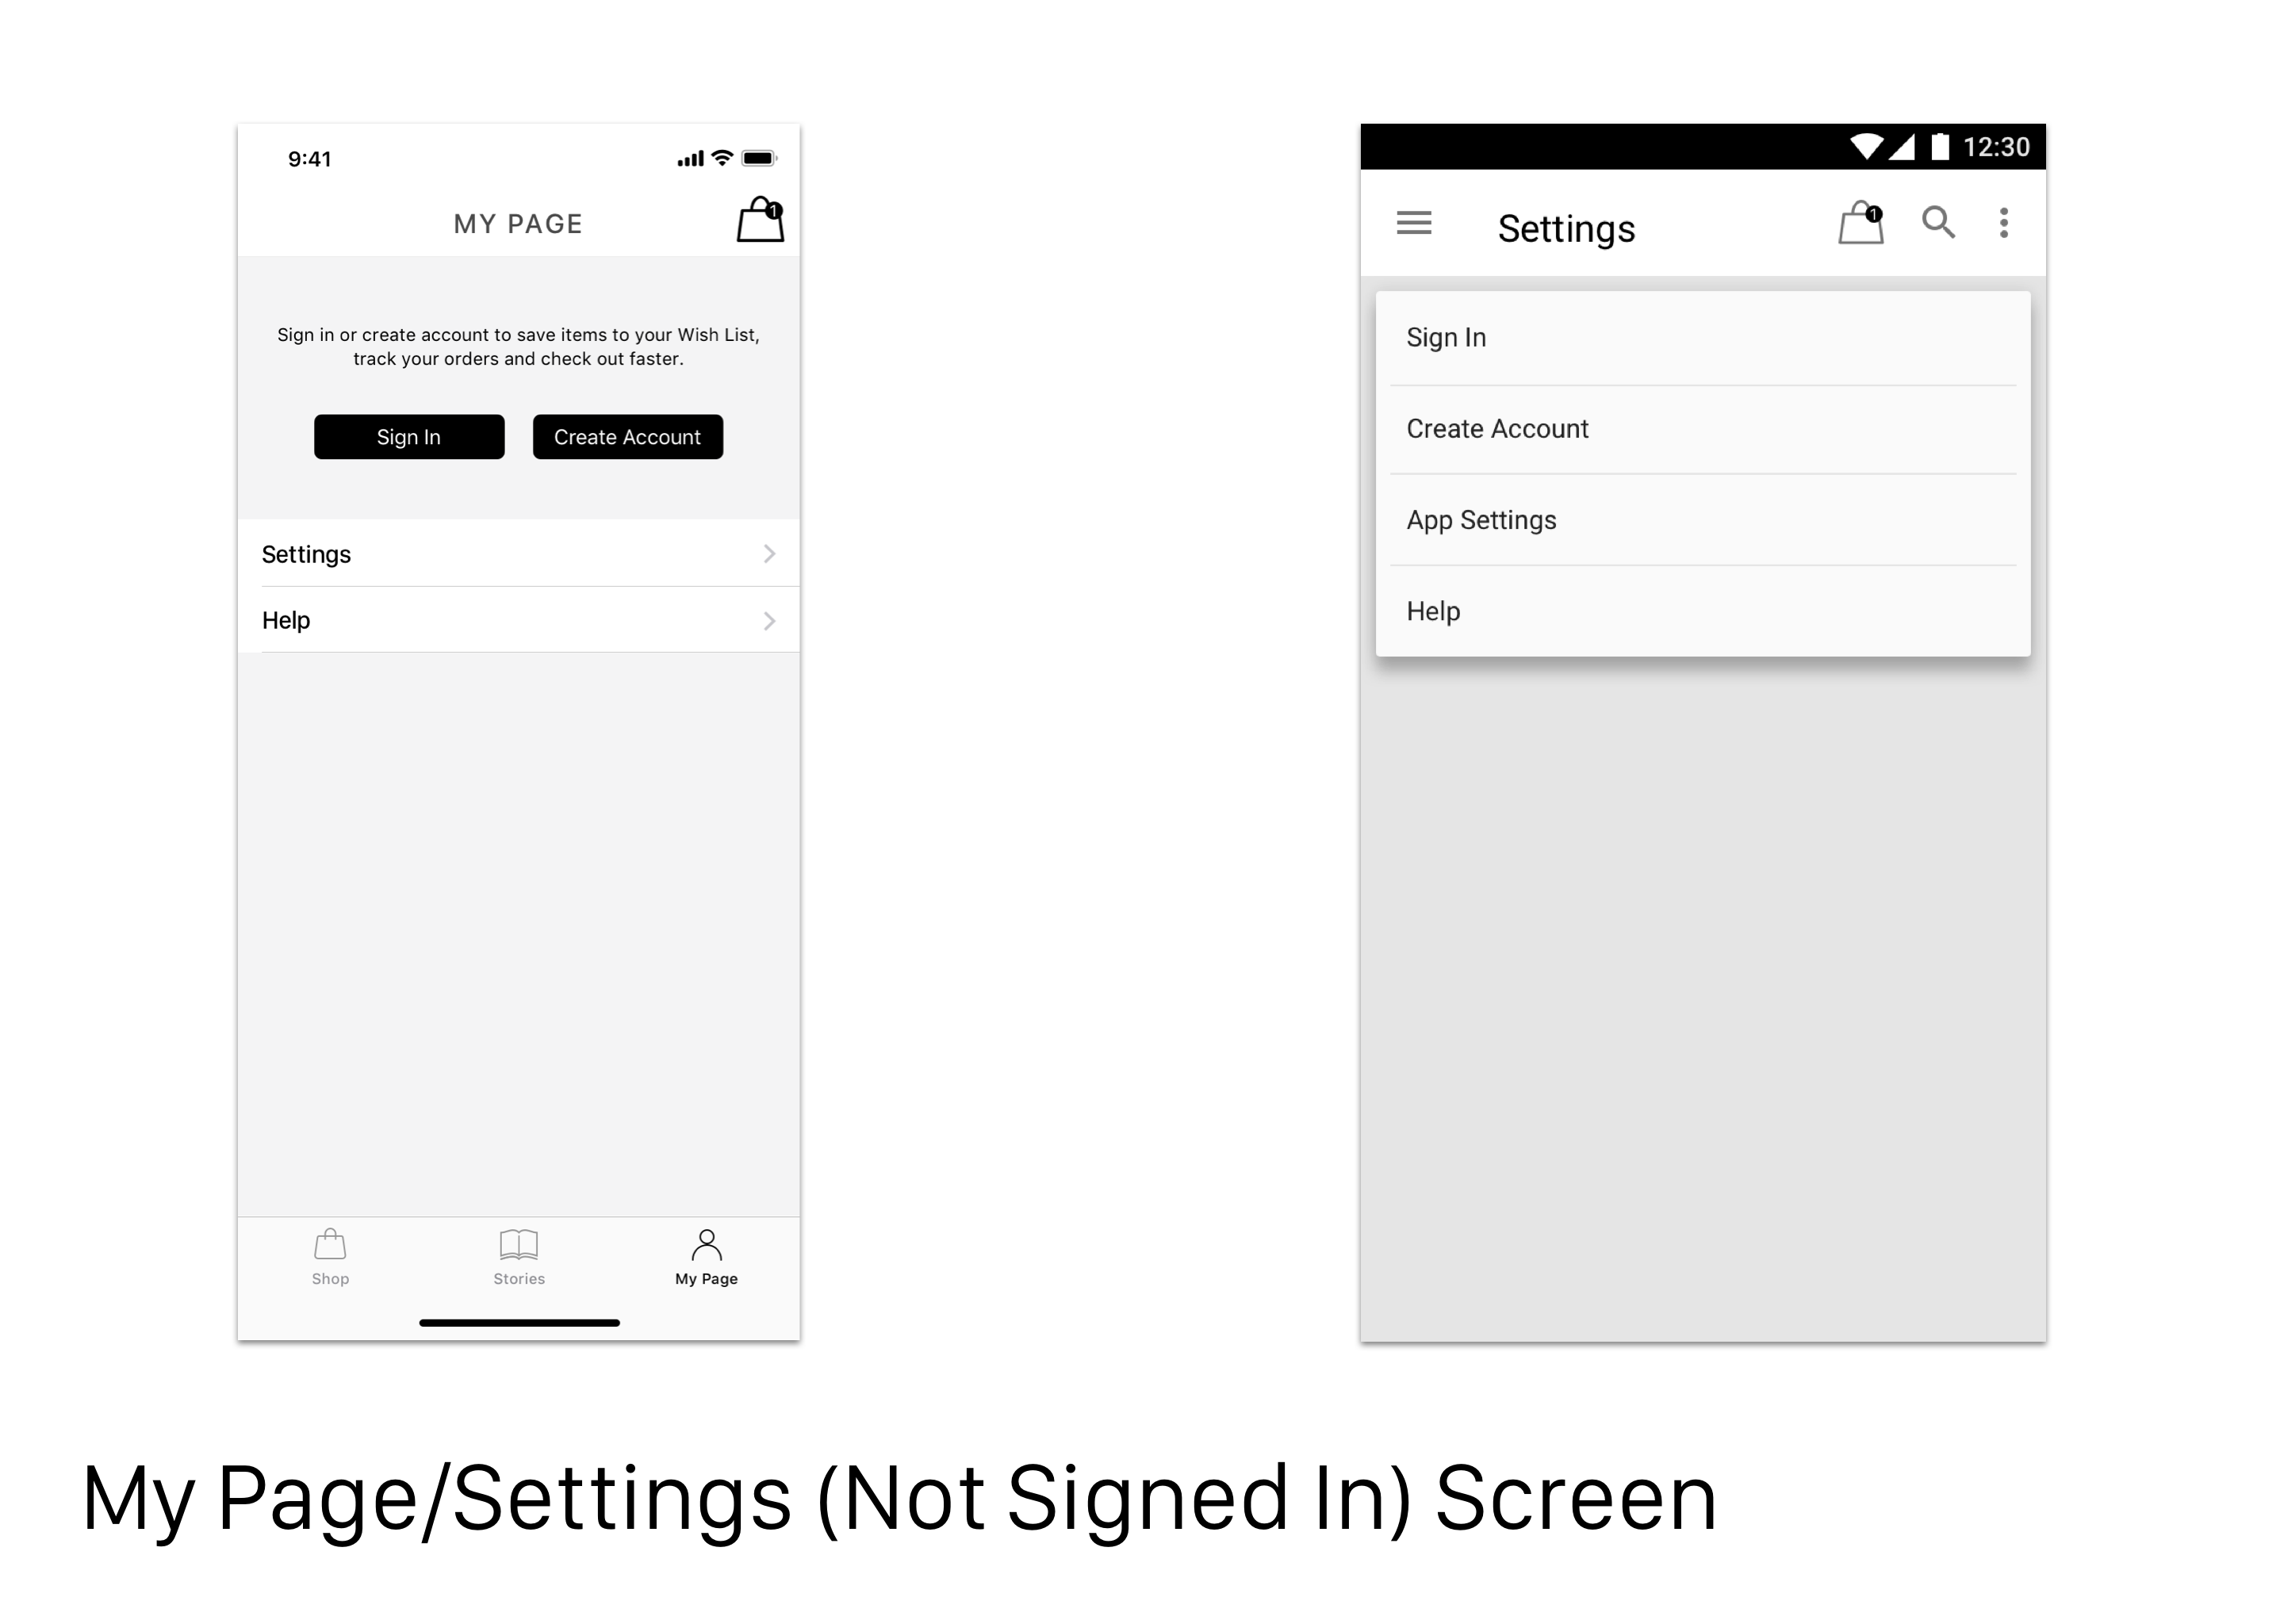 9:41
MY PAGE
1
Sign in or create account to save items to your Wish List,
track your orders and check out faster.
Sign In
Create Account
Settings
Help
Shop
Stories
My Page
12:30
Settings
1
Sign In
Create Account
App Settings
Help
My Page/Settings (Not Signed In) Screen